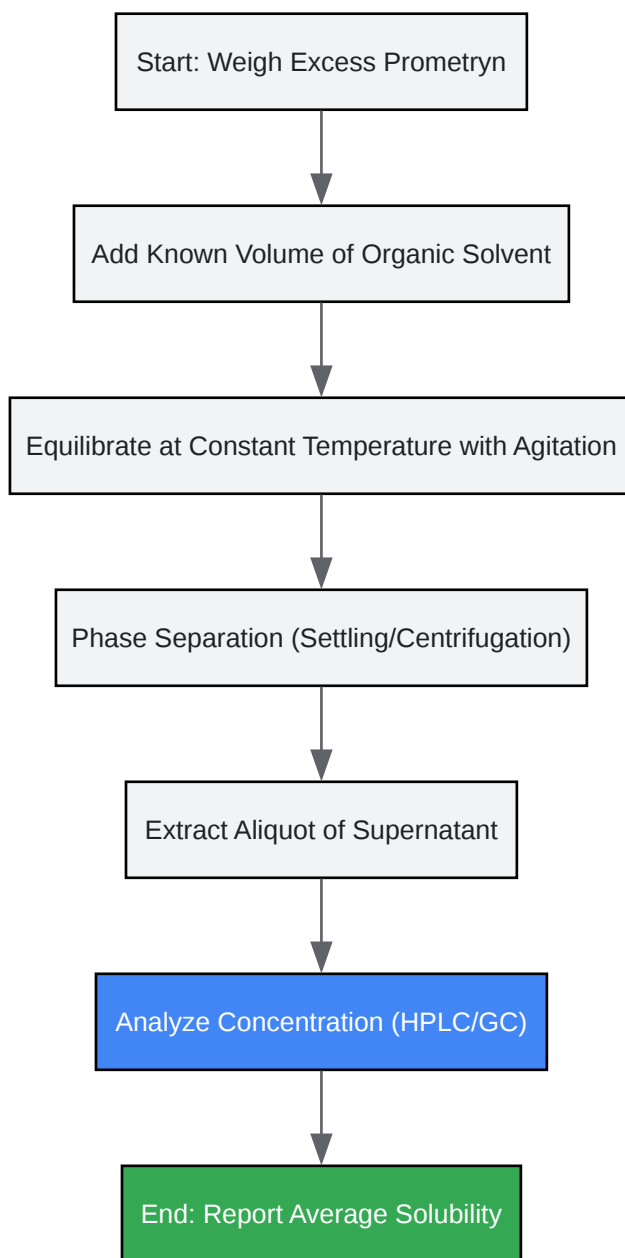 Start: Weigh Excess Prometryn
Add Known Volume of Organic Solvent
Equilibrate at Constant Temperature with Agitation
Phase Separation (Settling/Centrifugation)
Extract Aliquot of Supernatant
Analyze Concentration (HPLC/GC)
End: Report Average Solubility